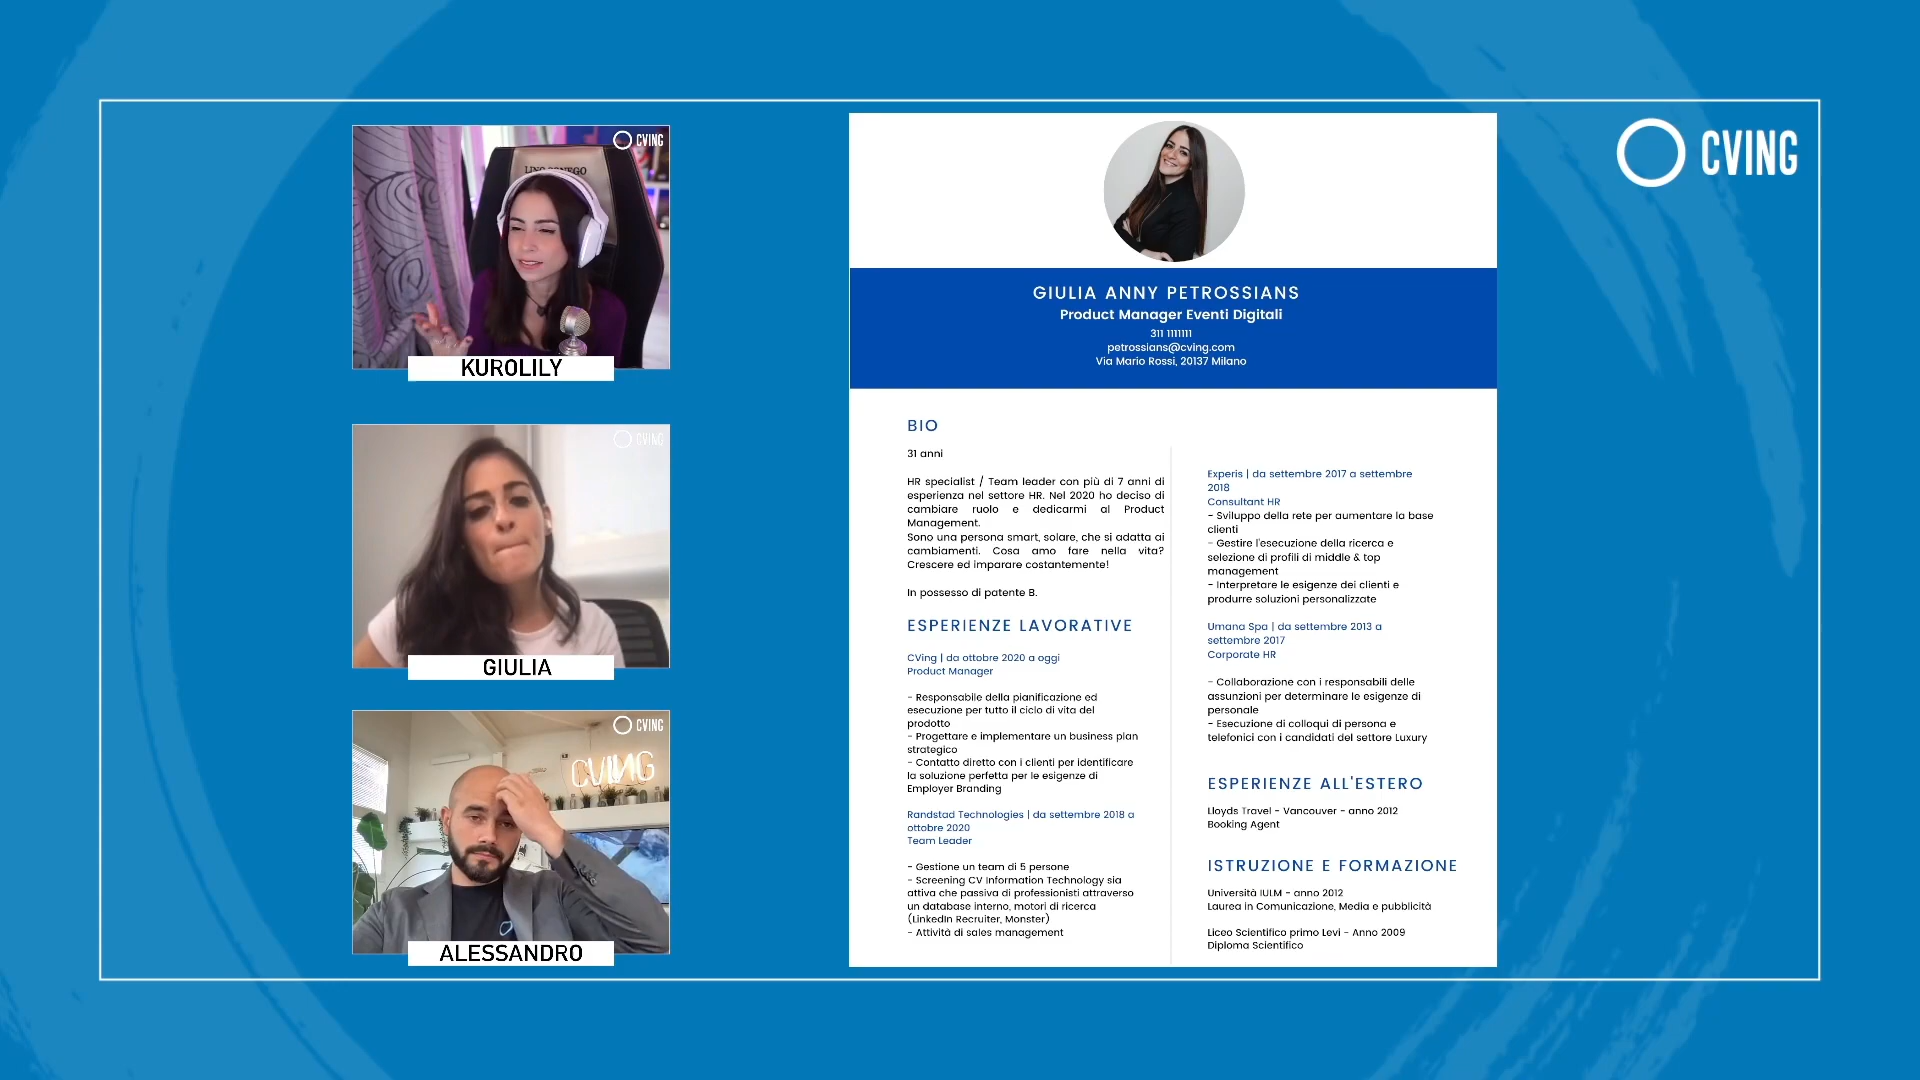 CVING
LINO SONEGO
KUROLILY
CVING
GIULIA
CVING
CVING
ALESSANDRO
GIULIA ANNY PETROSSIANS
Product Manager Eventi Digitali
311 1111111
petrossians@cving.com
Via Mario Rossi, 20137 Milano
BIO
31 anni
HR specialist / Team leader con più di 7 anni di
esperienza nel settore HR. Nel 2020 ho deciso di
cambiare ruolo e dedicarmi al Product
Management.
Sono una persona smart, solare, che si adatta ai
cambiamenti. Cosa amo fare nella vita?
Crescere ed imparare costantemente!
In possesso di patente B.
ESPERIENZE LAVORATIVE
CVing | da ottobre 2020 a oggi
Product Manager
- Responsabile della pianificazione ed
esecuzione per tutto il ciclo di vita del
prodotto
- Progettare e implementare un business plan
strategico
- Contatto diretto con i clienti per identificare
la soluzione perfetta per le esigenze di
Employer Branding
Randstad Technologies | da settembre 2018 a
ottobre 2020
Team Leader
- Gestione un team di 5 persone
- Screening CV Information Technology sia
attiva che passiva di professionisti attraverso
un database interno, motori di ricerca
(LinkedIn Recruiter, Monster)
- Attività di sales management
Experis | da settembre 2017 a settembre
2018
Consultant HR
- Sviluppo della rete per aumentare la base
clienti
- Gestire l'esecuzione della ricerca e
selezione di profili di middle & top
management
- Interpretare le esigenze dei clienti e
produrre soluzioni personalizzate
Umana Spa | da settembre 2013 a
settembre 2017
Corporate HR
- Collaborazione con i responsabili delle
assunzioni per determinare le esigenze di
personale
- Esecuzione di colloqui di persona e
telefonici con i candidati del settore Luxury
ESPERIENZE ALL'ESTERO
Lloyds Travel - Vancouver - anno 2012
Booking Agent
ISTRUZIONE E FORMAZIONE
Università IULM - anno 2012
Laurea in Comunicazione, Media e pubblicità
Liceo Scientifico primo Levi - Anno 2009
Diploma Scientifico
CVING